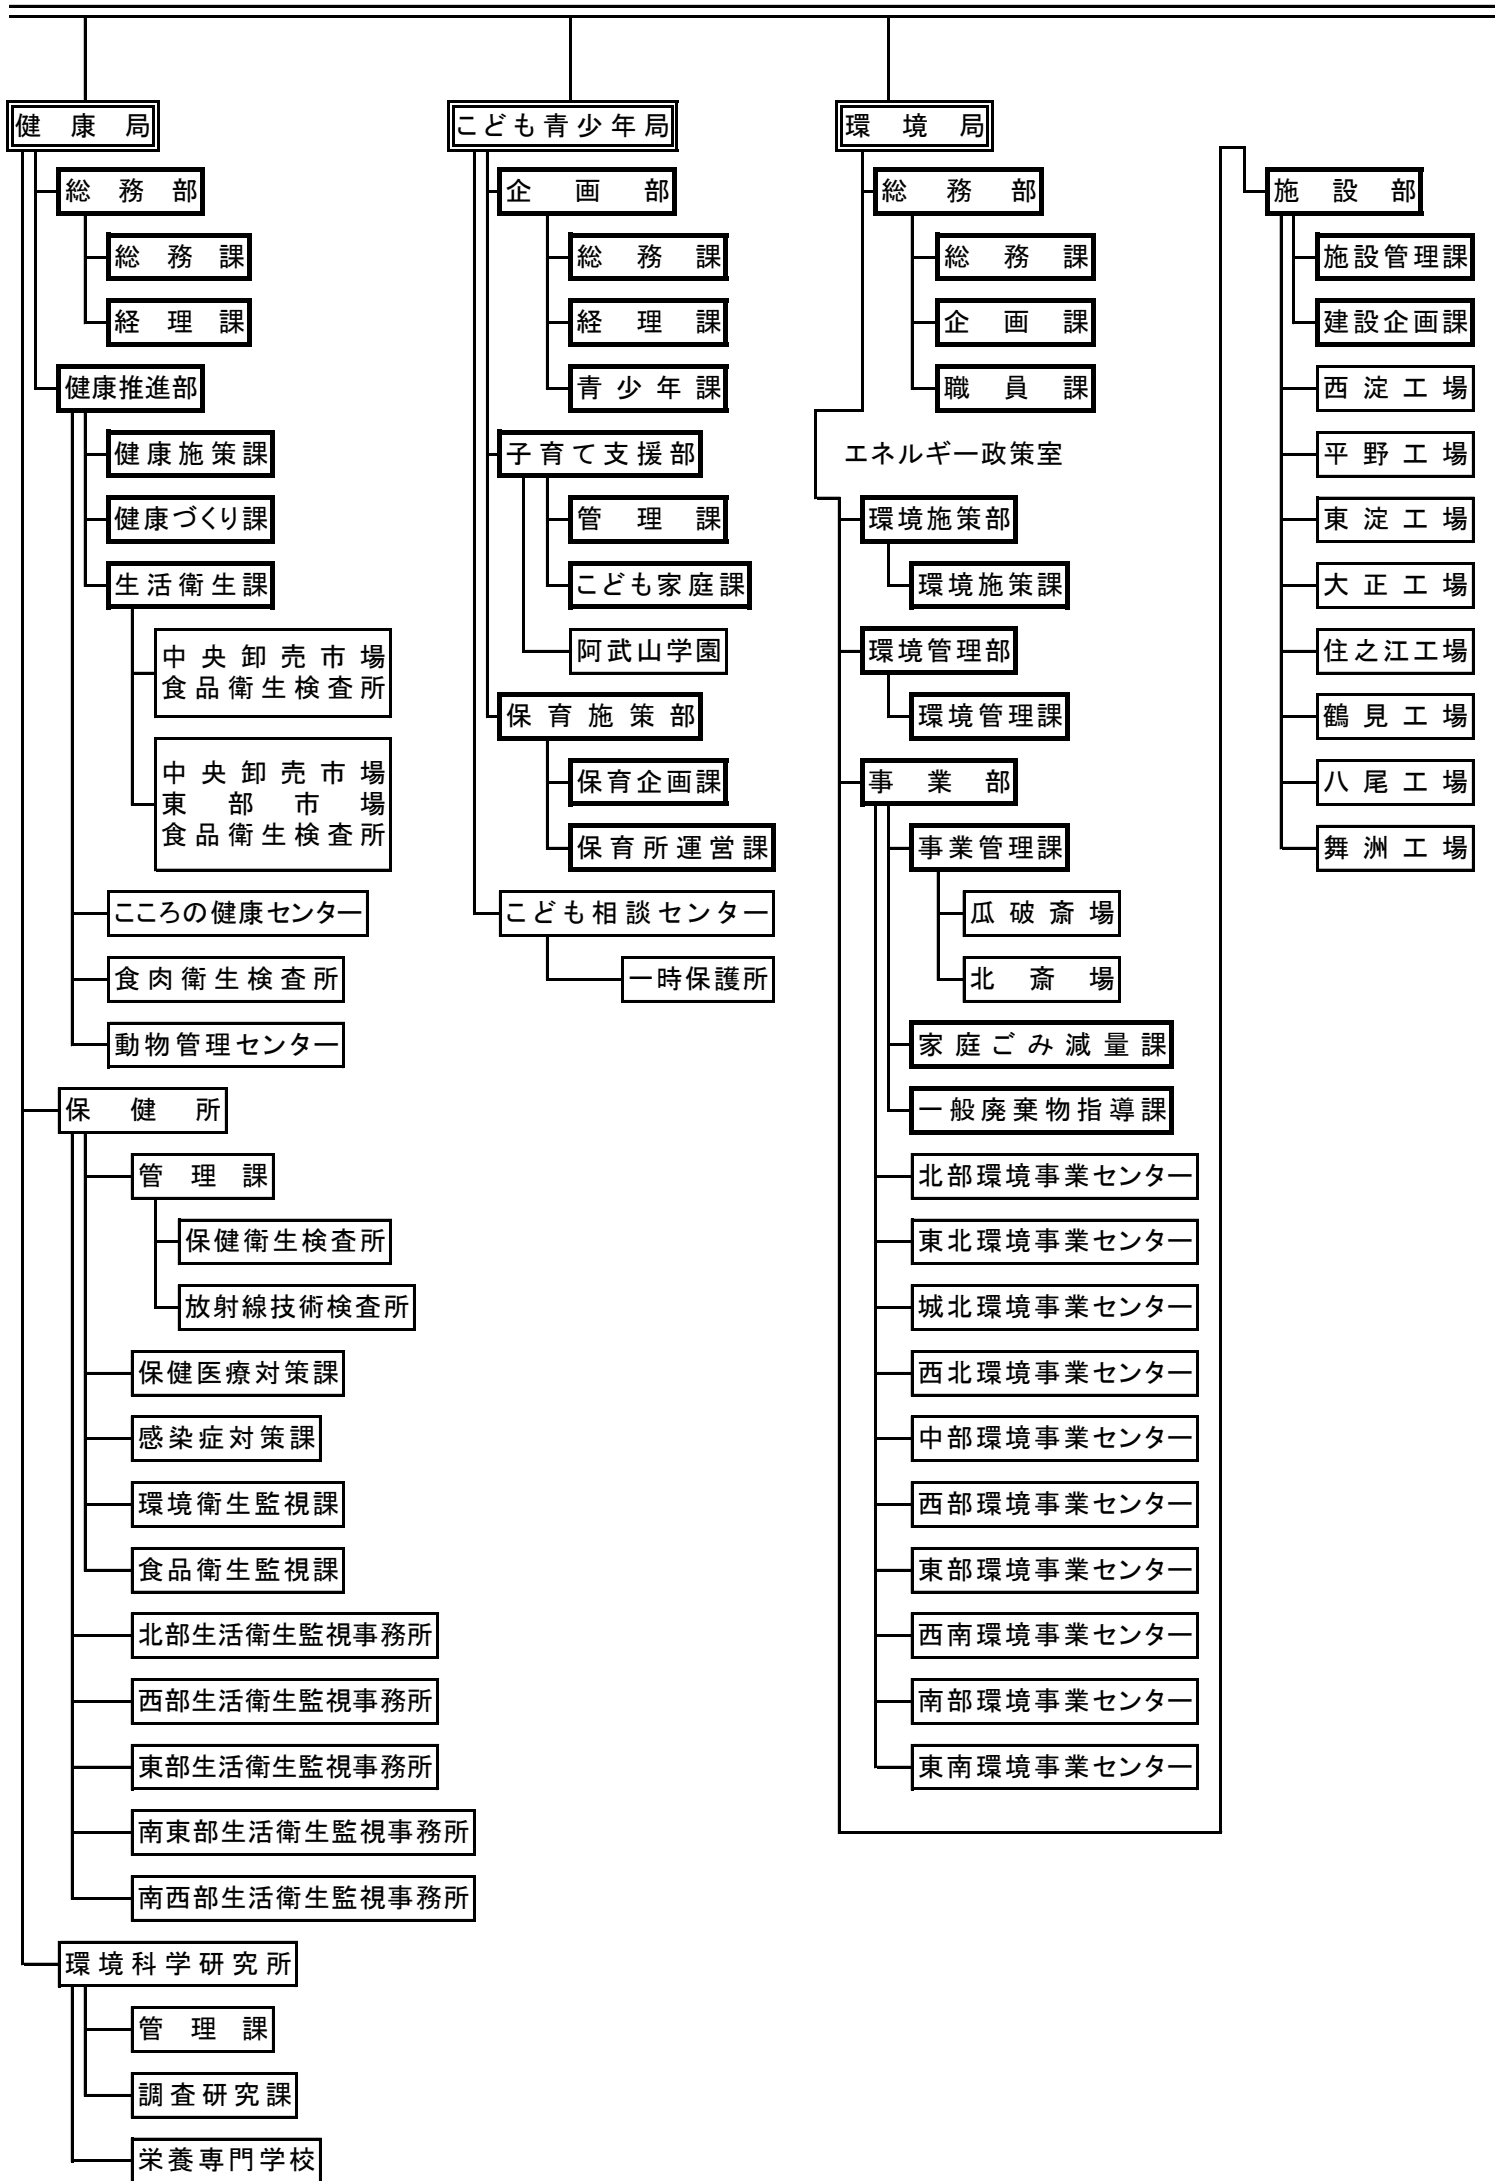 健康局
総務部
総務課
経理課
健康推進部
健康施策課
健康づくり課
生活衛生課
中央卸売市場
食品衛生検査所
中央卸売市場
東部市場
食品衛生検査所
こころの健康センター
食肉衛生検査所
動物管理センター
保健所
管理課
保健衛生検査所
放射線技術検査所
保健医療対策課
感染症対策課
環境衛生監視課
食品衛生監視課
北部生活衛生監視事務所
西部生活衛生監視事務所
東部生活衛生監視事務所
南東部生活衛生監視事務所
南西部生活衛生監視事務所
環境科学研究所
管理課
調査研究課
栄養専門学校
こども青少年局
企画部
総務課
経理課
青少年課
子育て支援部
管理課
こども家庭課
阿武山学園
保育施策部
保育企画課
保育所運営課
こども相談センター
一時保護所
環境局
総務部
総務課
企画課
職員課
エネルギー政策室
環境施策部
環境施策課
環境管理部
環境管理課
事業部
事業管理課
瓜破斎場
北斎場
家庭ごみ減量課
一般廃棄物指導課
北部環境事業センター
東北環境事業センター
城北環境事業センター
西北環境事業センター
中部環境事業センター
西部環境事業センター
東部環境事業センター
西南環境事業センター
南部環境事業センター
東南環境事業センター
施設部
施設管理課
建設企画課
西淀工場
平野工場
東淀工場
大正工場
住之江工場
鶴見工場
八尾工場
舞洲工場